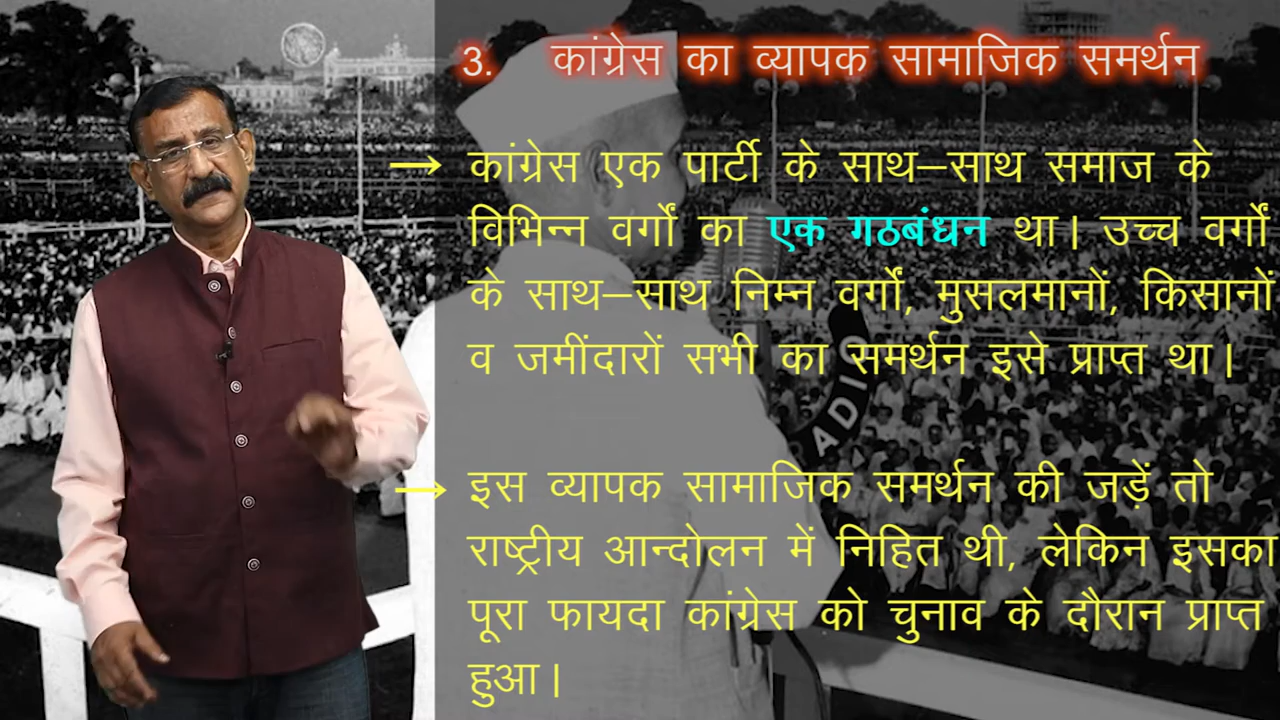 3. कांग्रेस का व्यापक सामाजिक समर्थन
→ कांग्रेस एक पार्टी के साथ–साथ समाज के
विभिन्न वर्गों का एक गठबंधन था। उच्च वर्गों
के साथ–साथ निम्न वर्गों, मुसलमानों, किसानों
व जमींदारों सभी का समर्थन इसे प्राप्त था।
ADIO
→ इस व्यापक सामाजिक समर्थन की जड़ें तो
राष्ट्रीय आन्दोलन में निहित थी, लेकिन इसका
पूरा फायदा कांग्रेस को चुनाव के दौरान प्राप्त
हुआ।